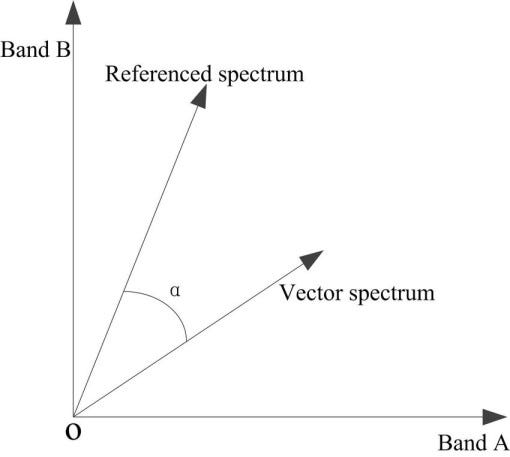 Band B
Referenced spectrum
α
Vector spectrum
O
Band A